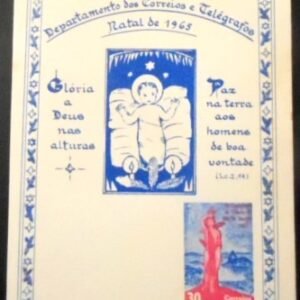 Departamento dos Correios e Telégrafos
Natal de 1965
Glória
a
Deus
nas
alturas
Paz
na terra
aos
homens
de boa
vontade
(Lc.2,14)
30